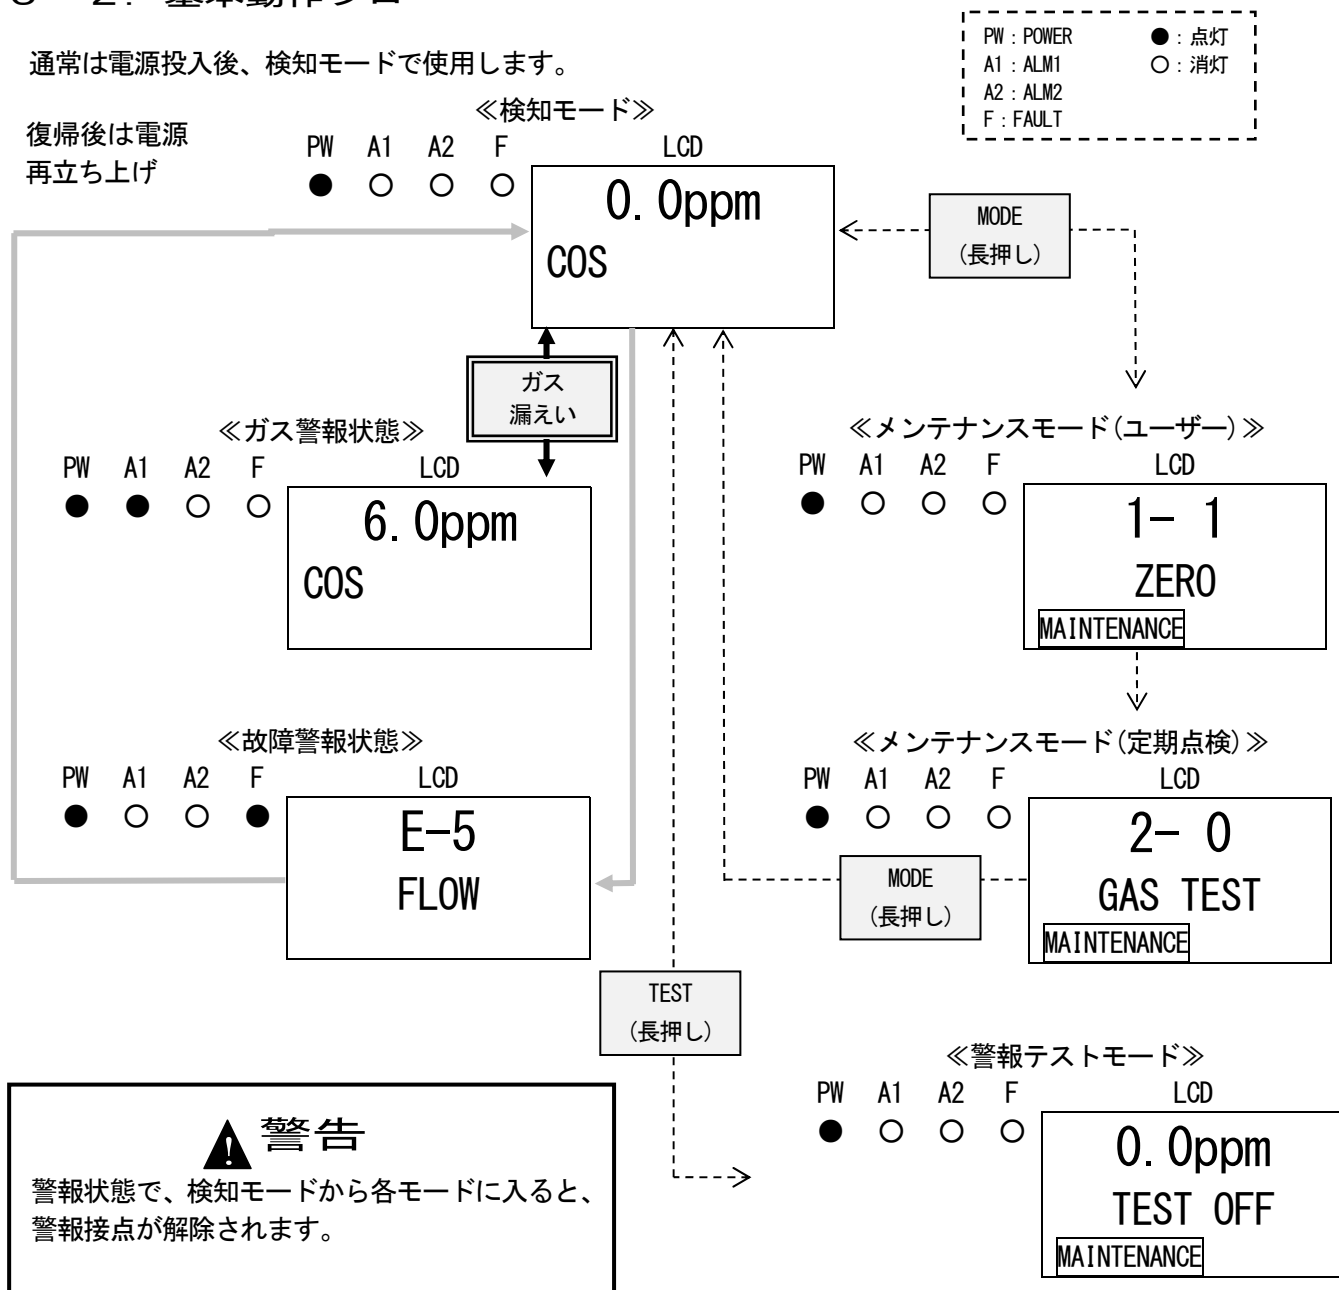 通常は電源投入後、検知モードで使用します。
PW：POWER　●：点灯
A1：ALM1　○：消灯
A2：ALM2
F：FAULT
復帰後は電源
再立ち上げ
≪検知モード≫
PW A1 A2 F LCD
● ○ ○ ○
0.0ppm
COS
MODE
(長押し)
ガス
漏えい
≪ガス警報状態≫
PW A1 A2 F LCD
● ● ○ ○
6.0ppm
COS
≪メンテナンスモード(ユーザー)≫
PW A1 A2 F LCD
● ○ ○ ○
1- 1
ZERO
MAINTENANCE
≪故障警報状態≫
PW A1 A2 F LCD
● ○ ○ ●
E-5
FLOW
≪メンテナンスモード(定期点検)≫
PW A1 A2 F LCD
● ○ ○ ○
2- 0
GAS TEST
MAINTENANCE
MODE
(長押し)
TEST
(長押し)
≪警報テストモード≫
PW A1 A2 F LCD
● ○ ○ ○
0.0ppm
TEST OFF
MAINTENANCE
警告
警報状態で、検知モードから各モードに入ると、
警報接点が解除されます。